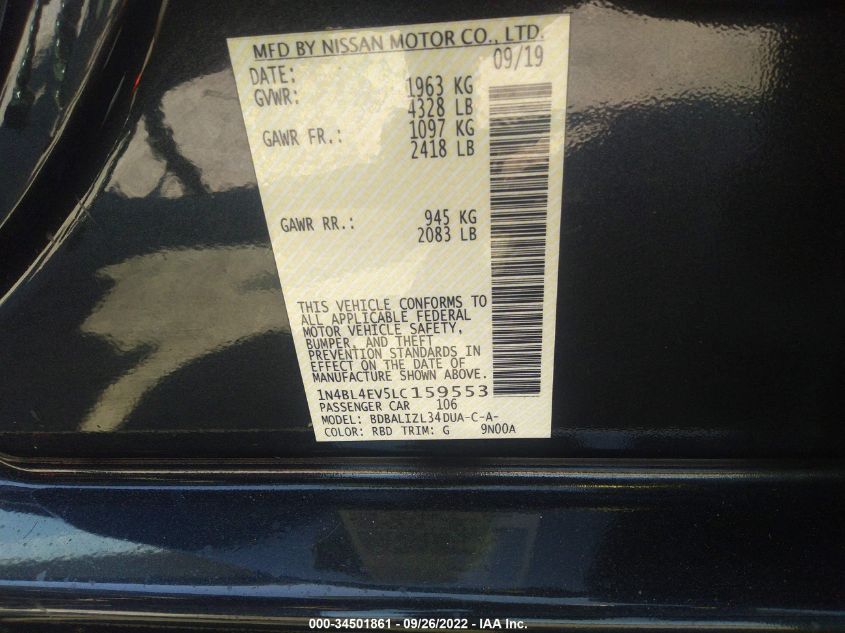 MFD BY NISSAN MOTOR CO., LTD.
DATE: 09/19
GVWR: 1963 KG
4328 LB
GAWR FR.: 1097 KG
2418 LB
GAWR RR.: 945 KG
2083 LB
THIS VEHICLE CONFORMS TO
ALL APPLICABLE FEDERAL
MOTOR VEHICLE SAFETY,
BUMPER, AND THEFT
PREVENTION STANDARDS IN
EFFECT ON THE DATE OF
MANUFACTURE SHOWN ABOVE.
1N4BL4EV5LC159553
PASSENGER CAR 106
MODEL: BDBALIZL34DUA-C-A-
COLOR: RBD TRIM: G 9N00A
000-34501861 - 09/26/2022 - IAA Inc.